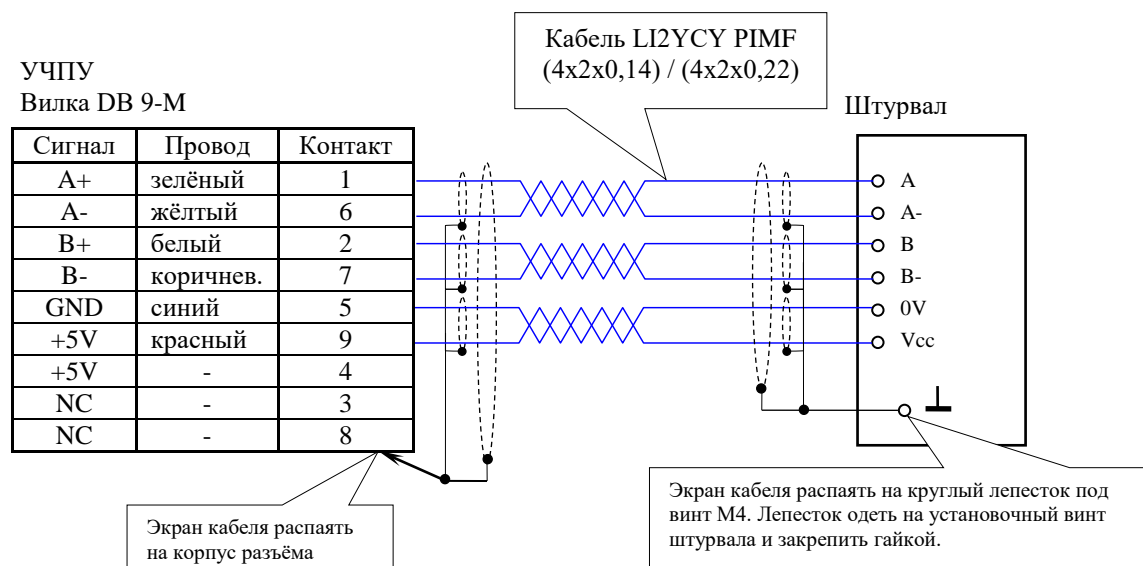 Кабель LI2YCY PIMF
(4x2x0,14) / (4x2x0,22)
УЧПУ
Вилка DB 9-М
Штурвал
Сигнал Провод Контакт
A+ зелёный 1
A- жёлтый 6
B+ белый 2
B- коричнев. 7
GND синий 5
+5V красный 9
+5V - 4
NC - 3
NC - 8
A
A-
B
B-
0V
Vcc
Экран кабеля распаять
на корпус разъёма
Экран кабеля распаять на круглый лепесток под
винт М4. Лепесток одеть на установочный винт
штурвала и закрепить гайкой.